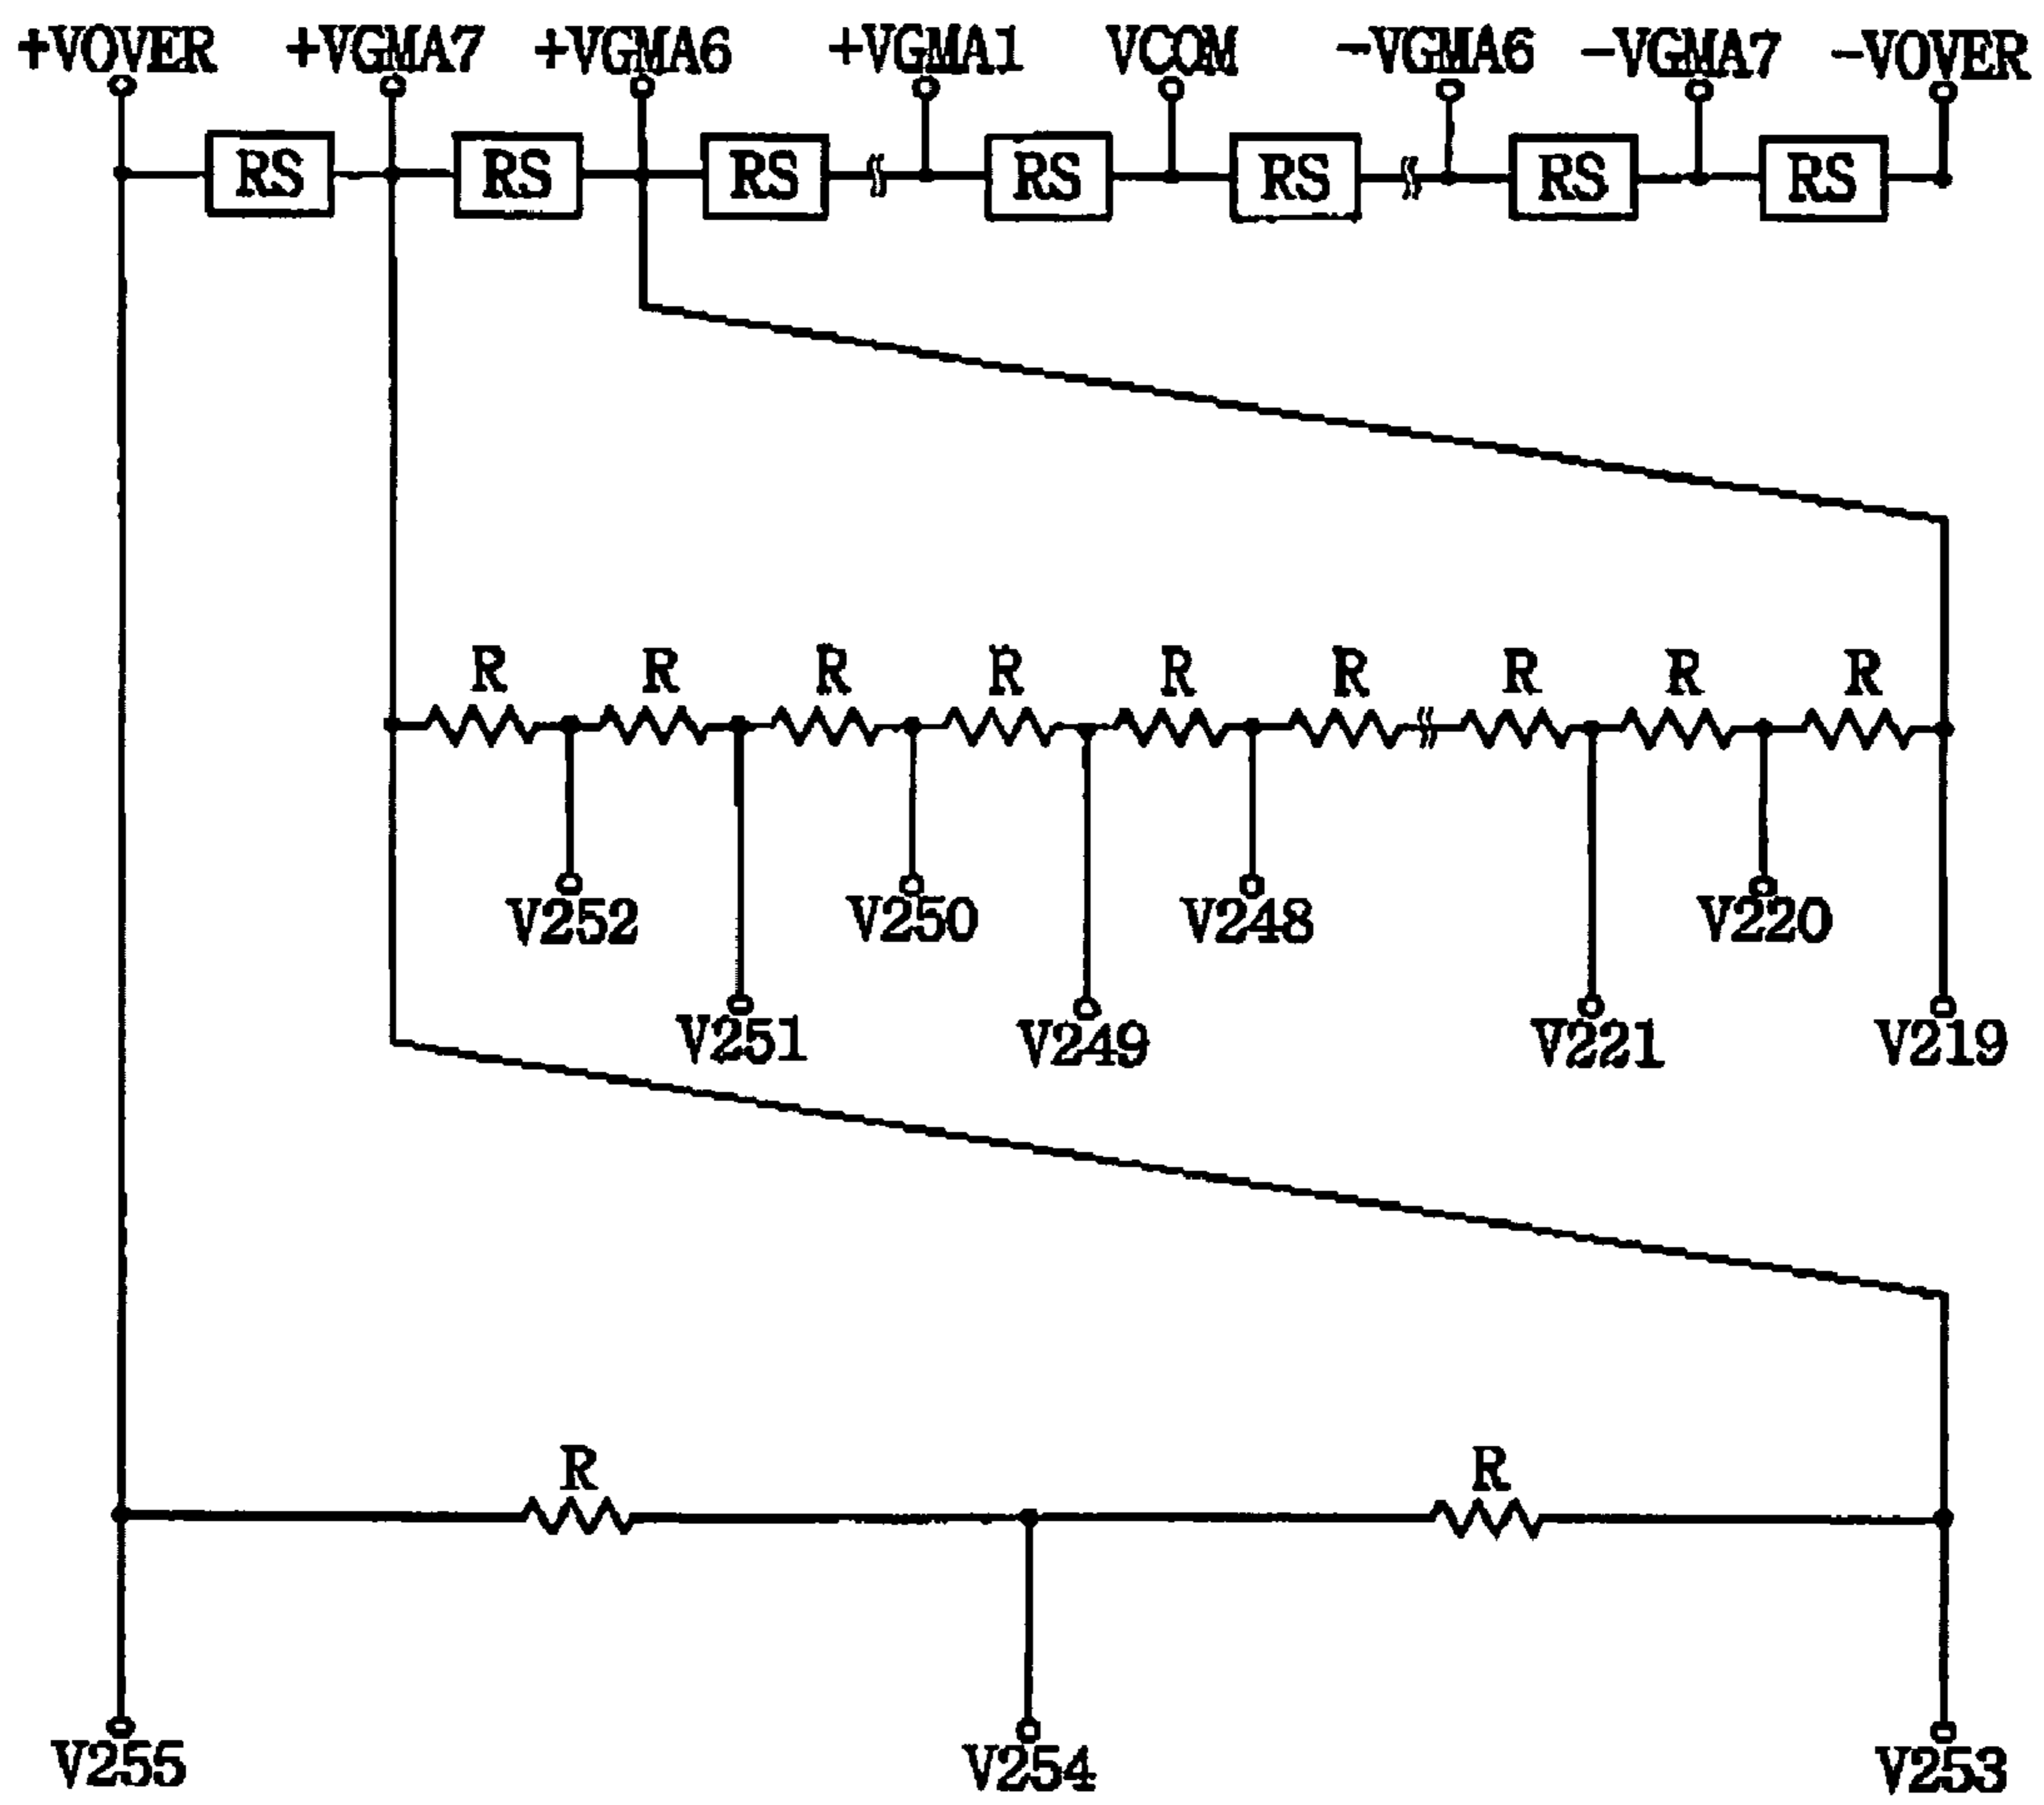 +VOVER +VGMA7 +VGMA6 +VGMA1 VCOM -VGMA6 -VGMA7 -VOVER
RS RS RS RS RS RS RS
R R R R R R R R R
V252 V250 V248 V220
V251 V249 V221 V219
R R
V255 V254 V253